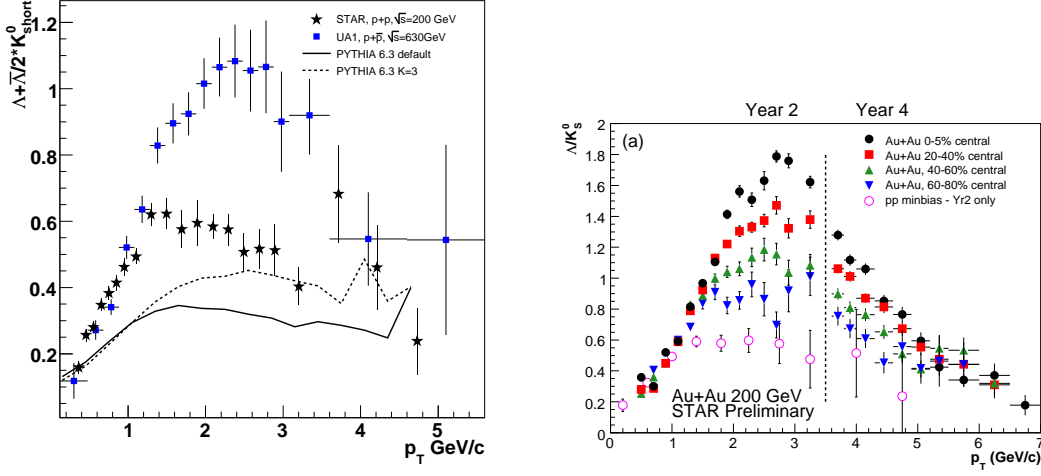 Λ+Λ̄/2*K⁰short
1.2
1
0.8
0.6
0.4
0.2
STAR, p+p,√s=200 GeV
UA1, p+p̄,√s=630GeV
PYTHIA 6.3 default
PYTHIA 6.3 K=3
1 2 3 4 5
p_T GeV/c
Year 2 Year 4
(a)
Λ/K⁰s
2
1.8
1.6
1.4
1.2
1
0.8
0.6
0.4
0.2
0
Au+Au 0-5% central
Au+Au 20-40% central
Au+Au, 40-60% central
Au+Au, 60-80% central
pp minbias - Yr2 only
Au+Au 200 GeV
STAR Preliminary
0 1 2 3 4 5 6 7
p_T (GeV/c)